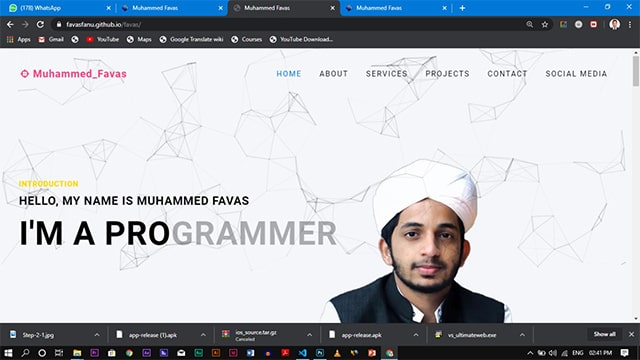 (178) WhatsApp
Muhammed Favas
Muhammed Favas
Muhammed Favas
favasfanu.github.io/favas/
Apps
Gmail
YouTube
Maps
Google Translate wiki
Courses
YouTube Download...
Muhammed_Favas
HOME
ABOUT
SERVICES
PROJECTS
CONTACT
SOCIAL MEDIA
INTRODUCTION
HELLO, MY NAME IS MUHAMMED FAVAS
I'M A PROGRAMMER
Step-2-1.jpg
app-release (1).apk
ios_source.tar.gz
Canceled
app-release.apk
vs_ultimateweb.exe
Show all
ENG
02:41 PM